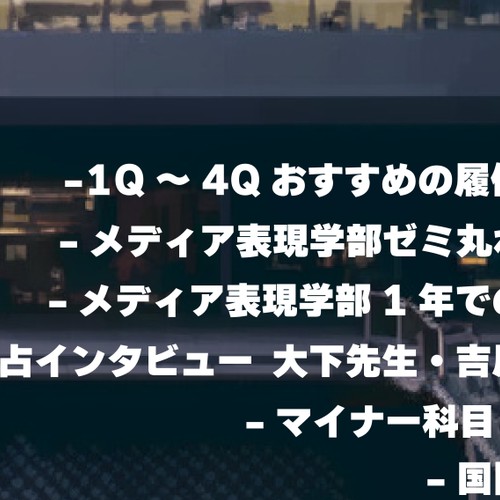 –1Q ～ 4Q おすすめの履
– メディア表現学部ゼミ丸
– メディア表現学部 1 年で
占インタビュー 大下先生・吉
– マイナー科目
– 国